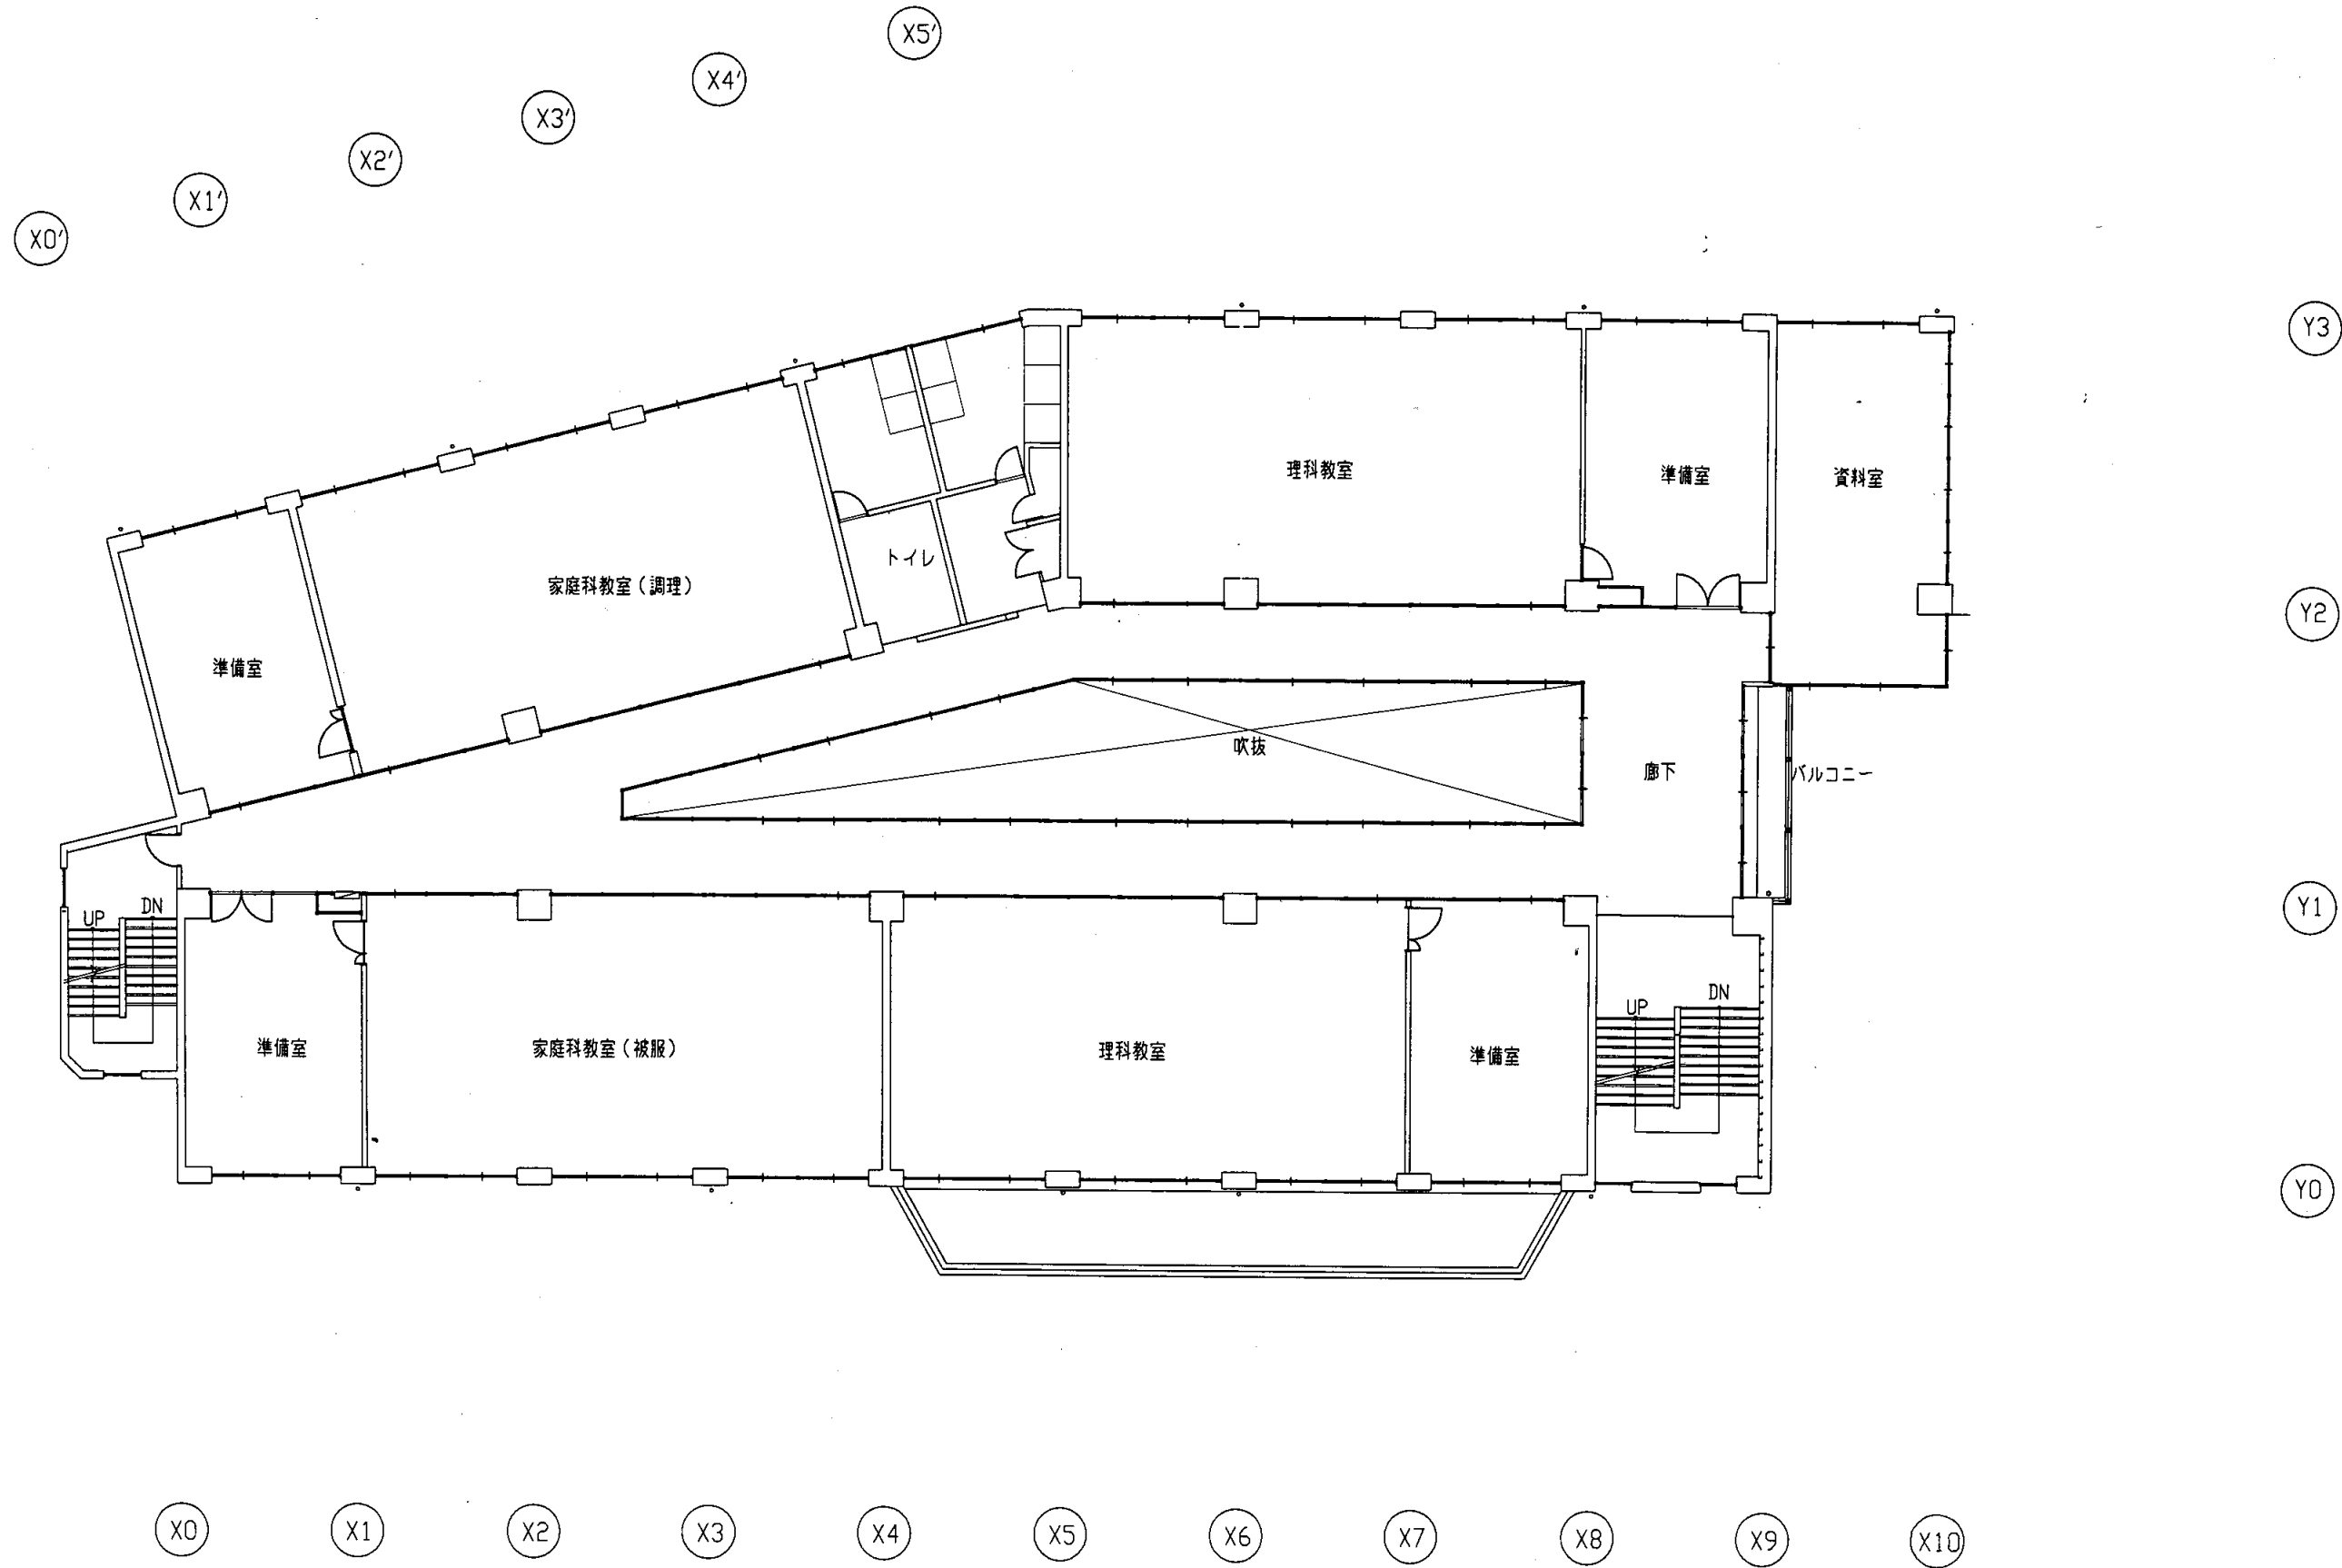 X5'
X4'
X3'
X2'
X1'
X0'
Y3
理科教室
準備室
資料室
トイレ
家庭科教室（調理）
Y2
準備室
吹抜
廊下
バルコニー
UP
DN
Y1
UP
DN
準備室
家庭科教室（被服）
理科教室
準備室
Y0
X0
X1
X2
X3
X4
X5
X6
X7
X8
X9
X10